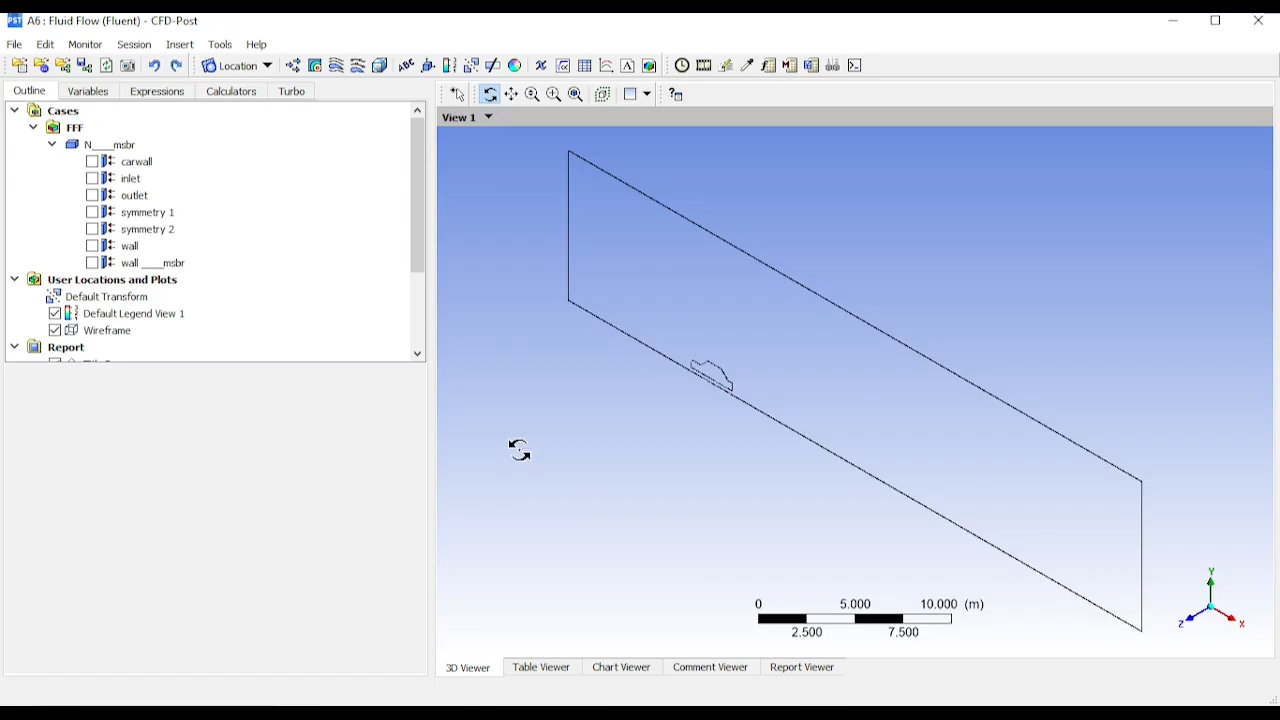 PST A6 : Fluid Flow (Fluent) - CFD-Post
File Edit Monitor Session Insert Tools Help
Location
Outline Variables Expressions Calculators Turbo
Cases
FFF
N____msbr
carwall
inlet
outlet
symmetry 1
symmetry 2
wall
wall ____msbr
User Locations and Plots
Default Transform
Default Legend View 1
Wireframe
Report
View 1
0 5.000 10.000 (m)
2.500 7.500
Y
Z X
3D Viewer Table Viewer Chart Viewer Comment Viewer Report Viewer